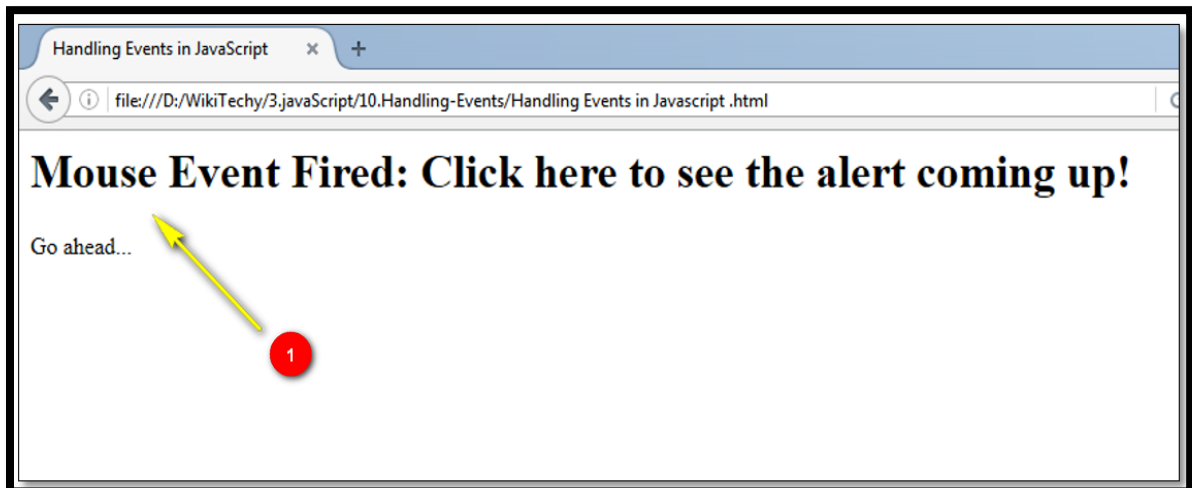 Handling Events in JavaScript
file:///D:/WikiTechy/3.javaScript/10.Handling-Events/Handling Events in Javascript .html
Mouse Event Fired: Click here to see the alert coming up!
Go ahead...
1